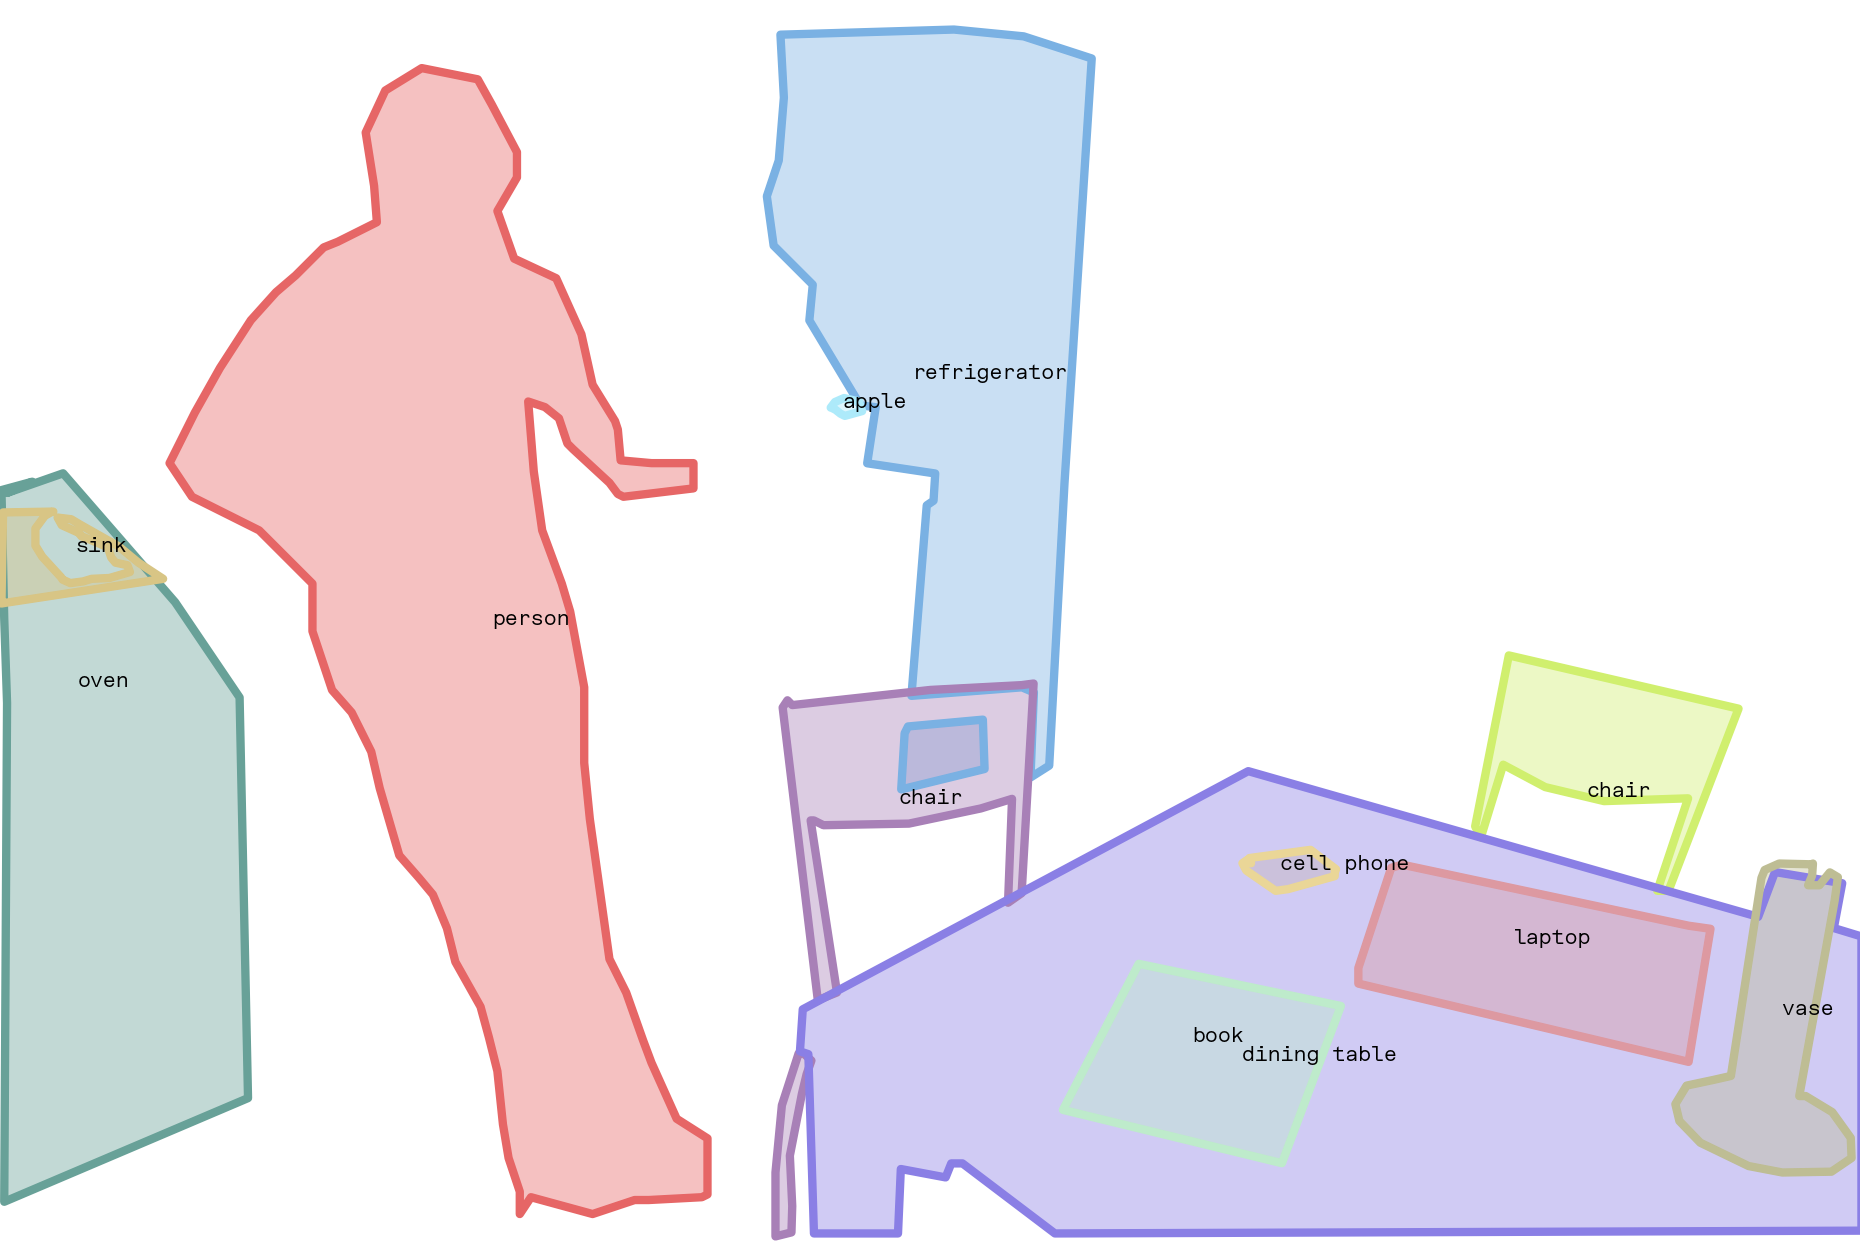 refrigerator
apple
sink
person
oven
chair
chair
cell phone
laptop
vase
book
dining table